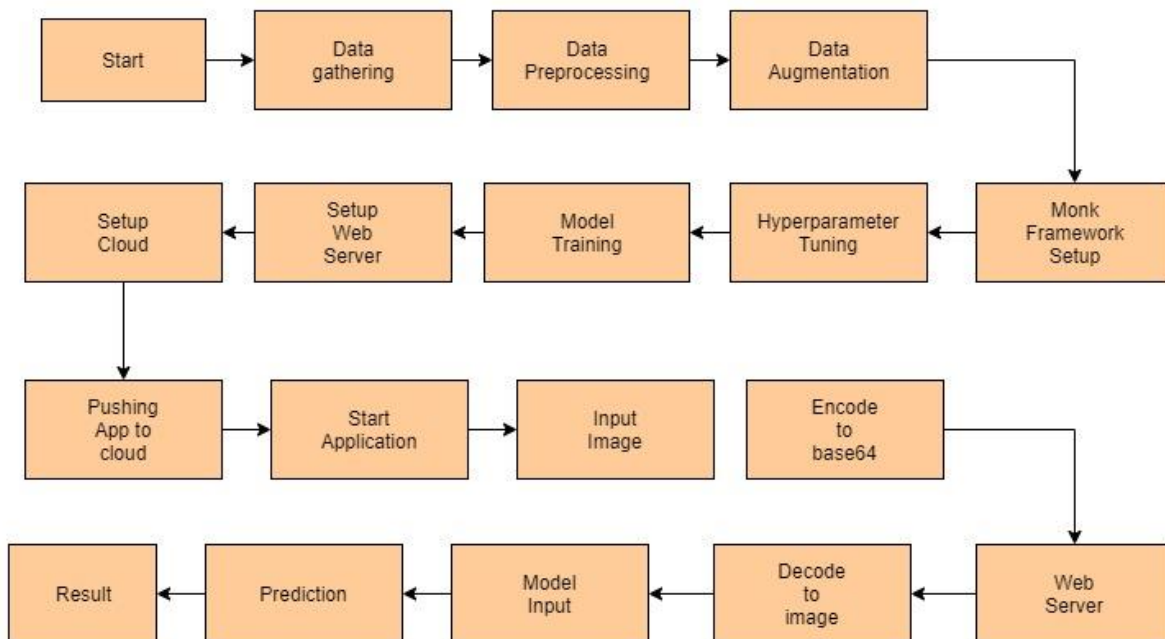 Start
Data
gathering
Data
Preprocessing
Data
Augmentation
Monk
Framework
Setup
Hyperparameter
Tuning
Model
Training
Setup
Web
Server
Setup
Cloud
Pushing
App to
cloud
Start
Application
Input
Image
Encode
to
base64
Web
Server
Decode
to
image
Model
Input
Prediction
Result